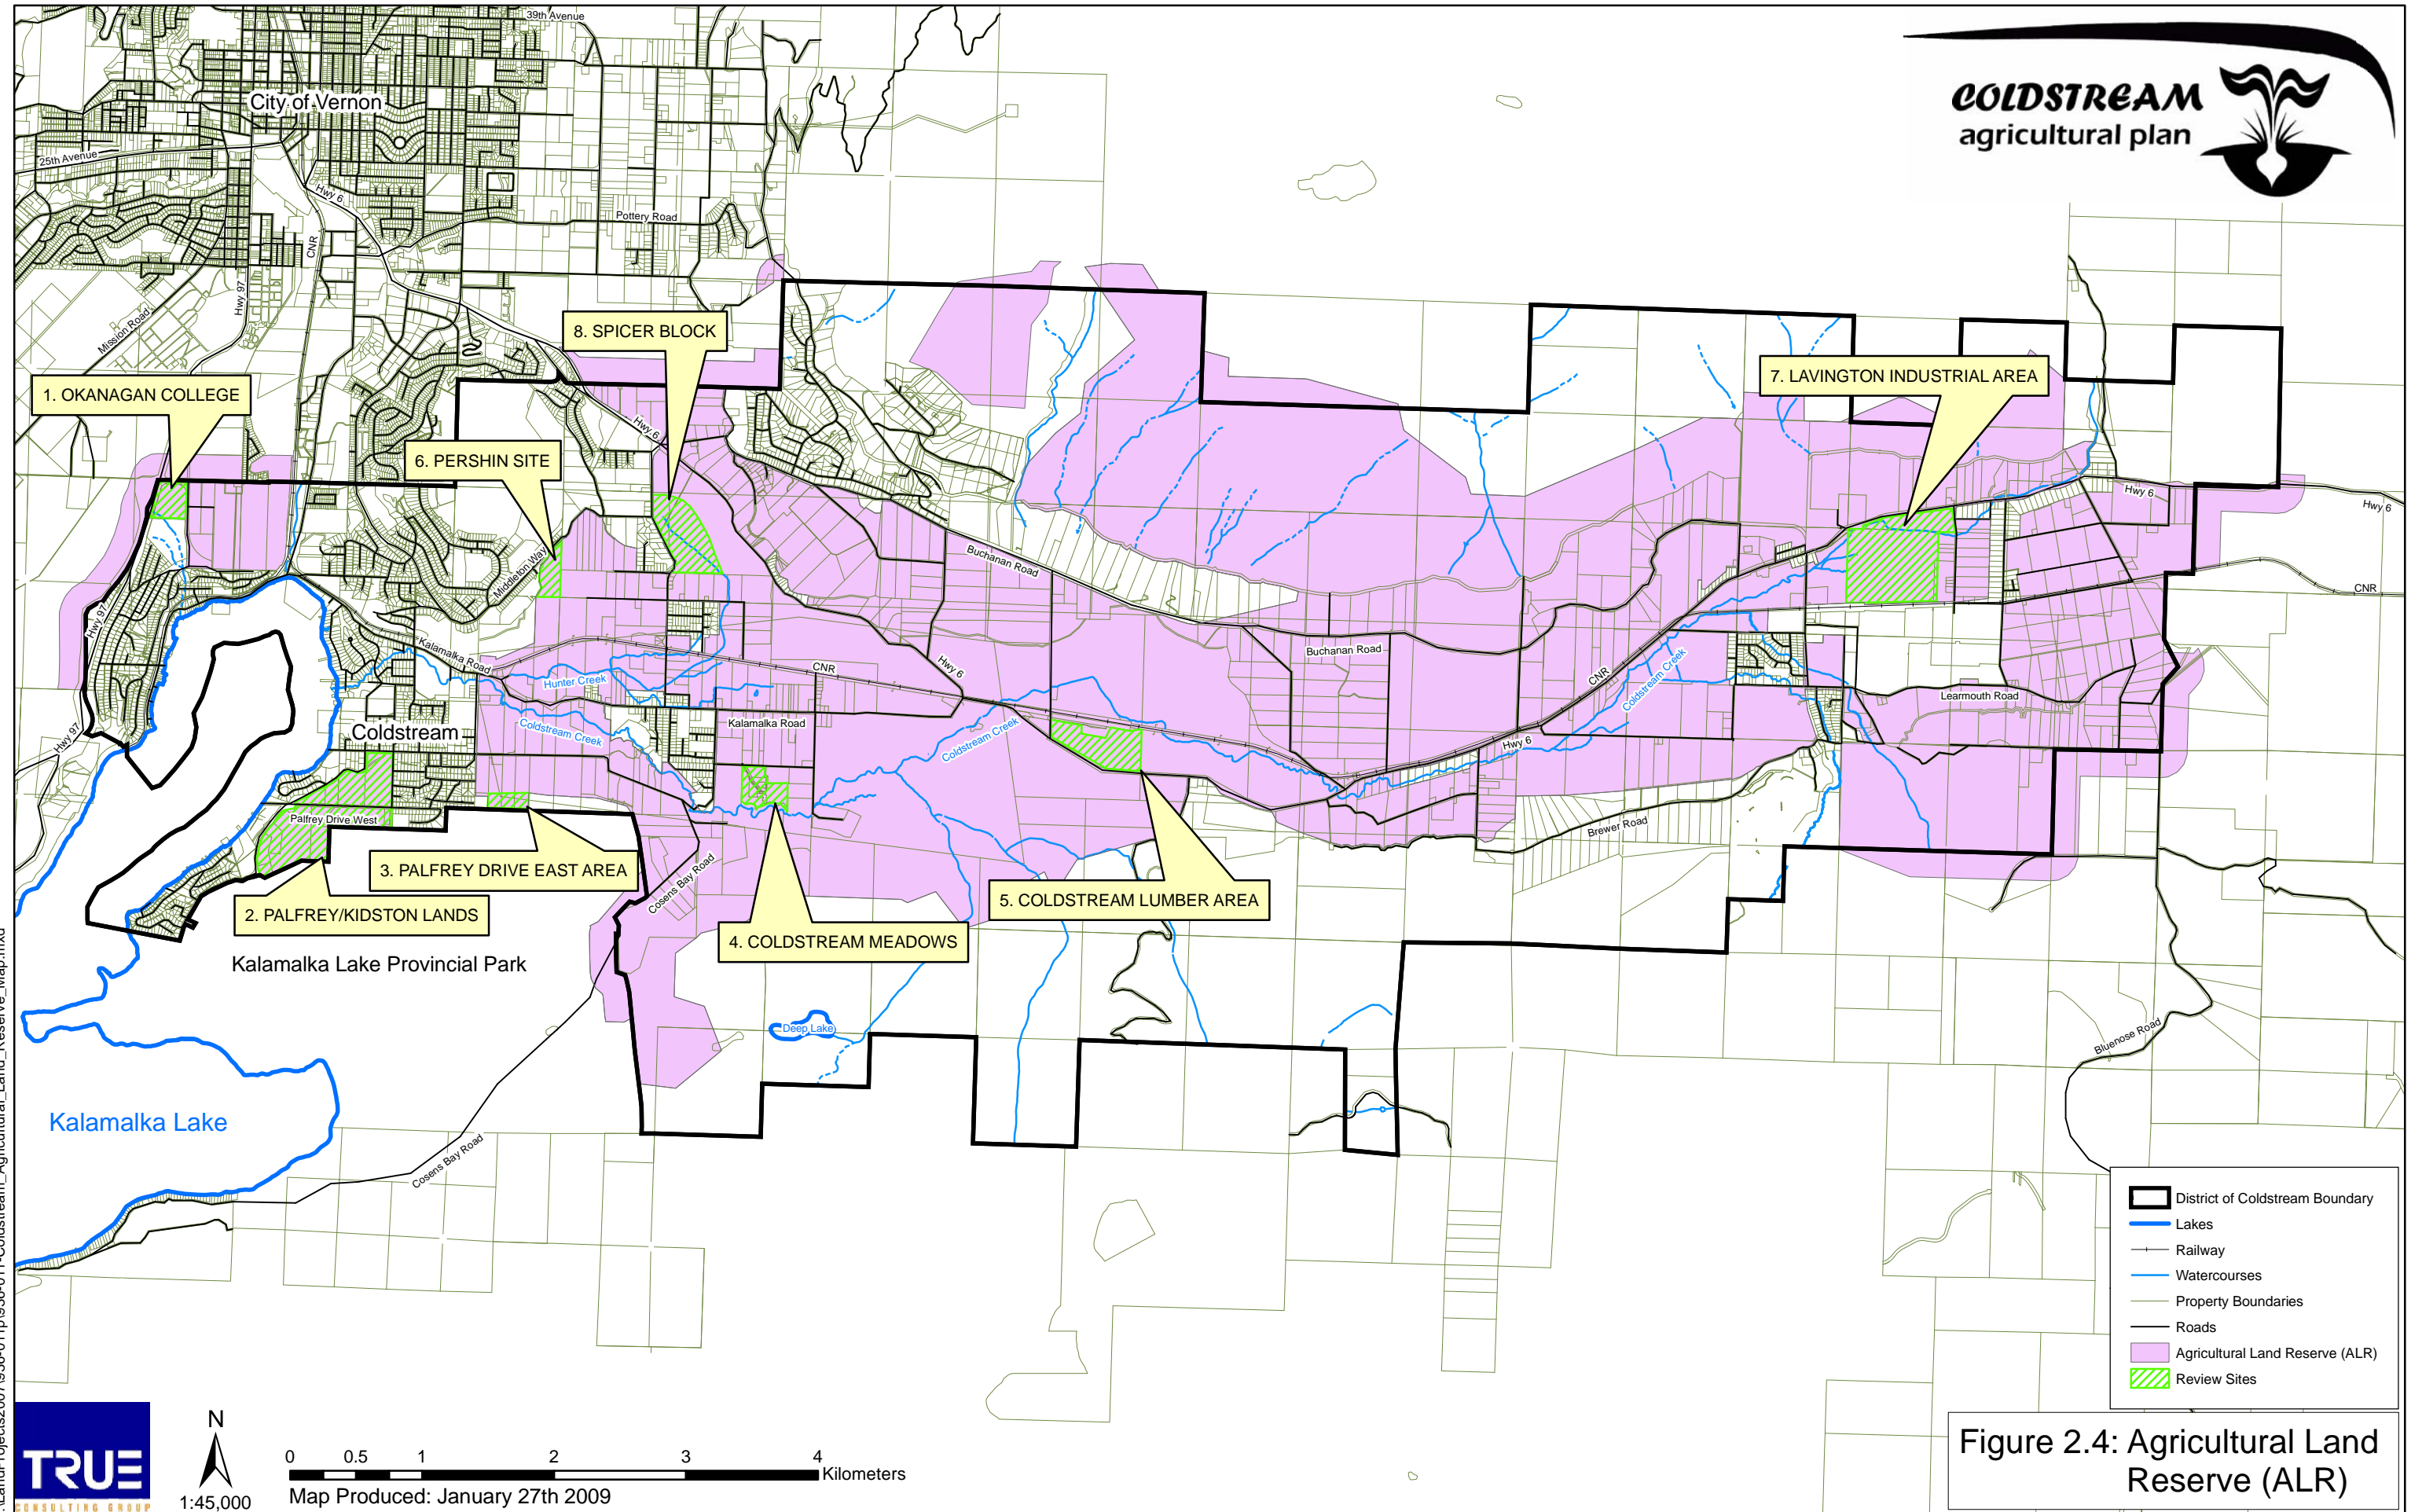 39th Avenue
COLDSTREAM
agricultural plan
City of Vernon
25th Avenue
Hwy 6
Pottery Road
CNR
Hwy 97
Mission Road
8. SPICER BLOCK
7. LAVINGTON INDUSTRIAL AREA
1. OKANAGAN COLLEGE
Hwy 6
6. PERSHIN SITE
Hwy 6
Hwy 6
Middleton Way
Buchanan Road
CNR
Hwy 97
Kalamalka Road
Buchanan Road
CNR
Hwy 6
CNR
Coldstream Creek
Hunter Creek
Learmouth Road
Kalamalka Road
Coldstream Creek
Coldstream
Coldstream Creek
Hwy 97
Hwy 6
Palfrey Drive West
Brewer Road
3. PALFREY DRIVE EAST AREA
Cosens Bay Road
5. COLDSTREAM LUMBER AREA
2. PALFREY/KIDSTON LANDS
4. COLDSTREAM MEADOWS
Kalamalka Lake Provincial Park
Deep Lake
Bluenose Road
Kalamalka Lake
Cosens Bay Road
District of Coldstream Boundary
Lakes
Railway
Watercourses
Property Boundaries
Roads
Agricultural Land Reserve (ALR)
Review Sites
TRUE
CONSULTING GROUP
N
1:45,000
0 0.5 1 2 3 4
Kilometers
Map Produced: January 27th 2009
Figure 2.4: Agricultural Land
Reserve (ALR)